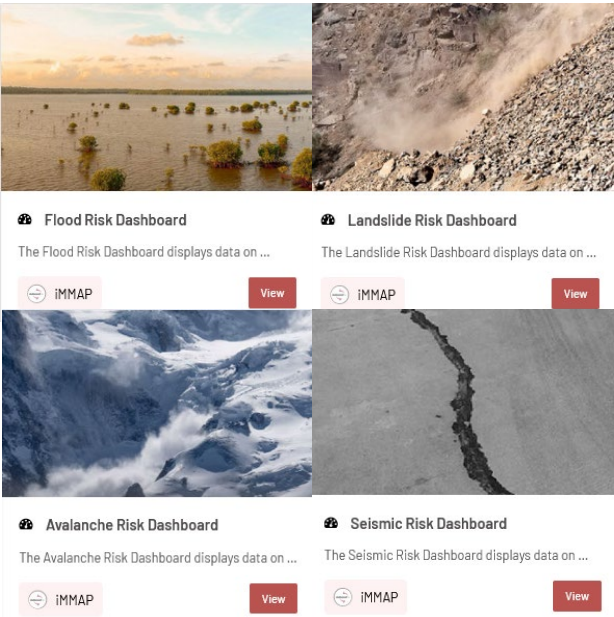 Flood Risk Dashboard
The Flood Risk Dashboard displays data on ...
iMMAP
View
Landslide Risk Dashboard
The Landslide Risk Dashboard displays data on ...
iMMAP
View
Avalanche Risk Dashboard
The Avalanche Risk Dashboard displays data on ...
iMMAP
View
Seismic Risk Dashboard
The Seismic Risk Dashboard displays data on ...
iMMAP
View